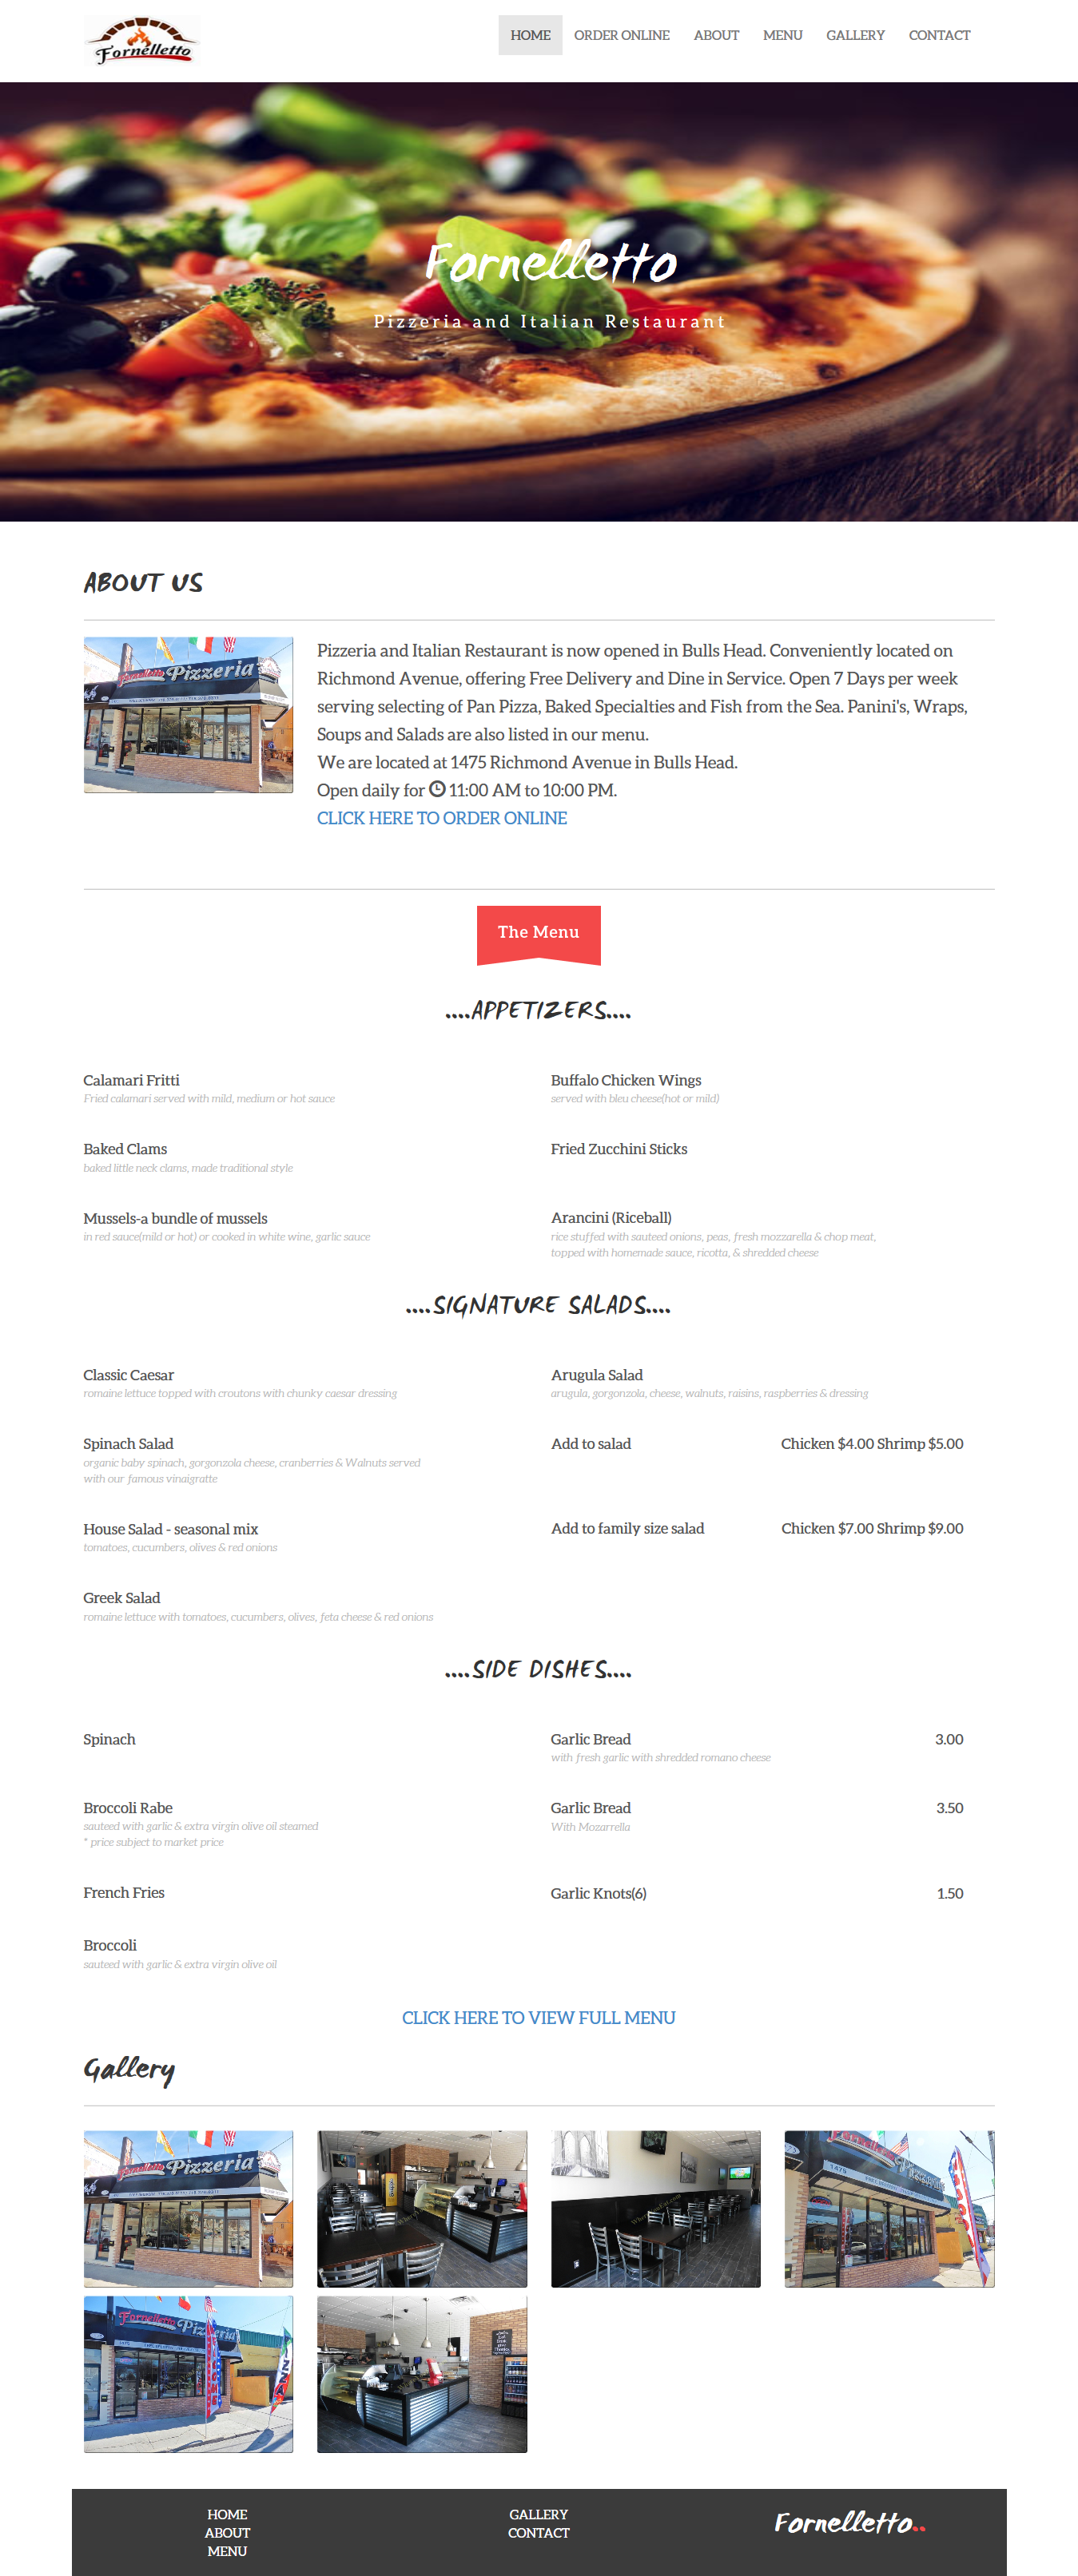 Fornelletto
HOME ORDER ONLINE ABOUT MENU GALLERY CONTACT
Fornelletto
Pizzeria and Italian Restaurant
ABOUT US
Fornelletto Pizzeria
Pizzeria and Italian Restaurant is now opened in Bulls Head. Conveniently located on
Richmond Avenue, offering Free Delivery and Dine in Service. Open 7 Days per week
serving selecting of Pan Pizza, Baked Specialties and Fish from the Sea. Panini's, Wraps,
Soups and Salads are also listed in our menu.
We are located at 1475 Richmond Avenue in Bulls Head.
Open daily for 11:00 AM to 10:00 PM.
CLICK HERE TO ORDER ONLINE
The Menu
....APPETIZERS....
Calamari Fritti
Fried calamari served with mild, medium or hot sauce
Buffalo Chicken Wings
served with bleu cheese(hot or mild)
Baked Clams
baked little neck clams, made traditional style
Fried Zucchini Sticks
Mussels-a bundle of mussels
in red sauce(mild or hot) or cooked in white wine, garlic sauce
Arancini (Riceball)
rice stuffed with sauteed onions, peas, fresh mozzarella & chop meat,
topped with homemade sauce, ricotta, & shredded cheese
....SIGNATURE SALADS....
Classic Caesar
romaine lettuce topped with croutons with chunky caesar dressing
Arugula Salad
arugula, gorgonzola, cheese, walnuts, raisins, raspberries & dressing
Spinach Salad
organic baby spinach, gorgonzola cheese, cranberries & Walnuts served
with our famous vinaigratte
Add to salad Chicken $4.00 Shrimp $5.00
House Salad - seasonal mix
tomatoes, cucumbers, olives & red onions
Add to family size salad Chicken $7.00 Shrimp $9.00
Greek Salad
romaine lettuce with tomatoes, cucumbers, olives, feta cheese & red onions
....SIDE DISHES....
Spinach
Garlic Bread 3.00
with fresh garlic with shredded romano cheese
Broccoli Rabe
sauteed with garlic & extra virgin olive oil steamed
* price subject to market price
Garlic Bread 3.50
With Mozarrella
French Fries
Garlic Knots(6) 1.50
Broccoli
sauteed with garlic & extra virgin olive oil
CLICK HERE TO VIEW FULL MENU
Gallery
Fornelletto Pizzeria
1475
Fornelletto Pizzeria
HOME
ABOUT
MENU
GALLERY
CONTACT
Fornelletto..